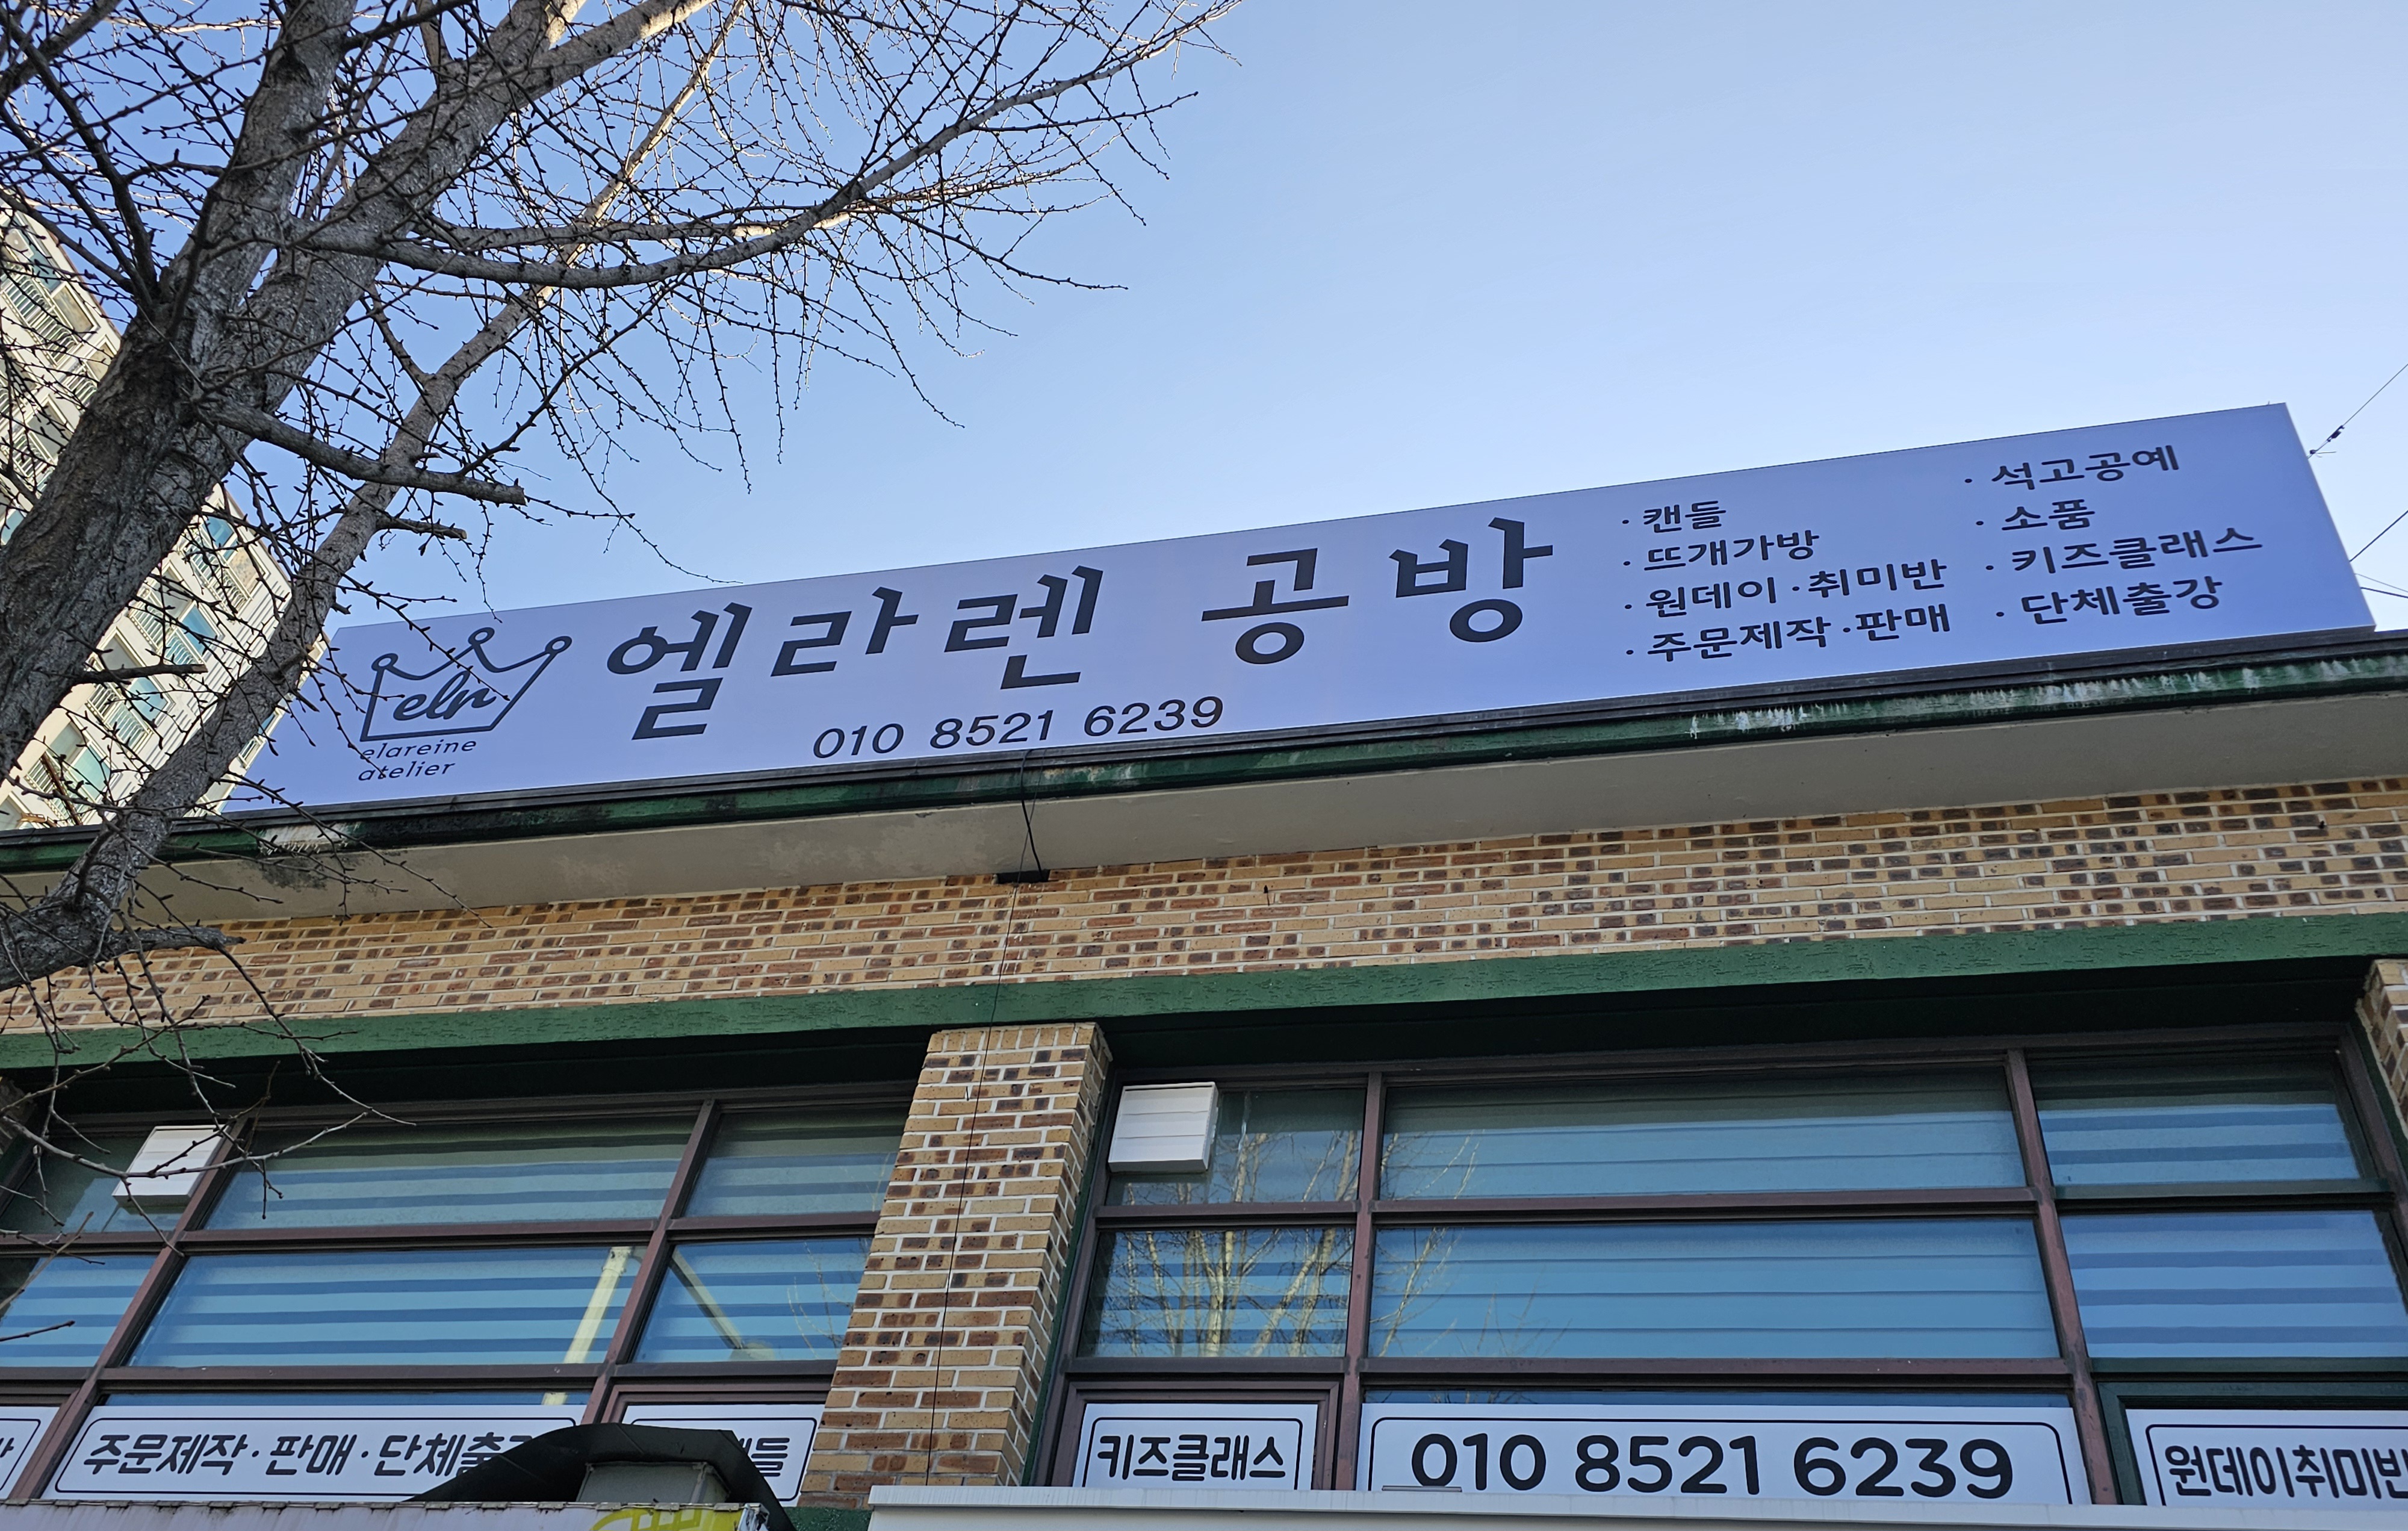 eln
elareine
atelier
엘라렌 공방
010 8521 6239
· 캔들
· 뜨개가방
· 원데이 · 취미반
· 주문제작 · 판매
· 석고공예
· 소품
· 키즈클래스
· 단체출강
주문제작 · 판매 · 단체출
키즈클래스
010 8521 6239
원데이취미반